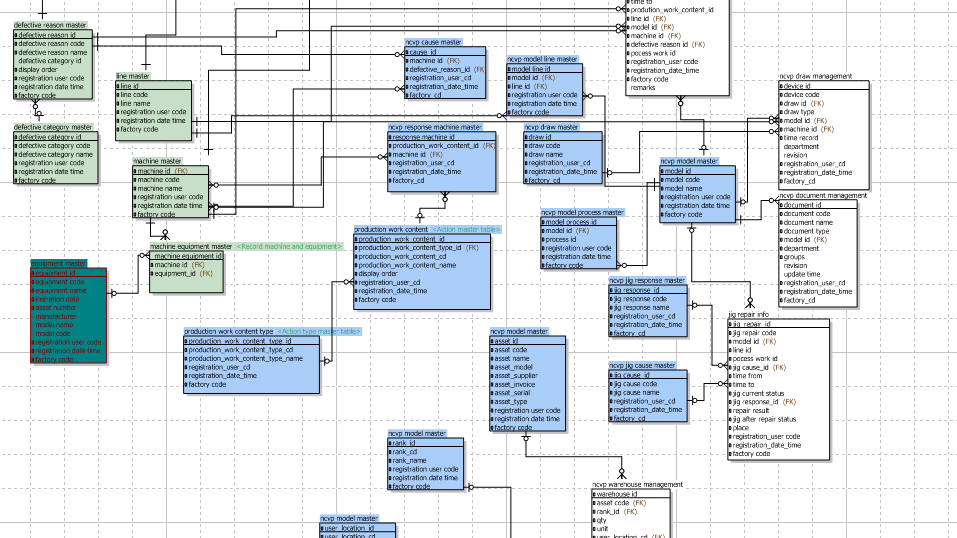 defective reason master
defective reason id
defective reason code
defective reason name
defective category id
display order
registration user code
registration date time
factory code
defective category master
defective category id
defective category code
defective category name
registration user code
registration date time
factory code
line master
line id
line code
line name
registration user code
registration date time
factory code
machine master
machine id (FK)
machine code
machine name
registration user code
registration date time
factory code
machine equipment master <Record machine and equipment>
machine equipment id
machine id (FK)
equipment_id (FK)
equipment master
equipment id
equipment code
equipment name
instration date
asset number
manufacturer
model name
model code
registration user code
registration date time
factory code
ncvp cause master
cause_id
machine id (FK)
defective_reason_id (FK)
registration_user_cd
registration_date_time
factory_cd
ncvp model line master
model line id
model id (FK)
line id (FK)
registration user code
registration date time
factory code
time to
prodution_work_content_id
line id (FK)
model id (FK)
machine id (FK)
defective reason id (FK)
pocess work id
registration_user_cd
registration_date_time
factory code
remarks
ncvp response machine master
response machine id
production_work_content_id (FK)
machine id (FK)
registration_user_cd
registration_date_time
factory_cd
ncvp draw master
draw id
draw code
draw name
registration_user_cd
registration_date_time
factory_cd
ncvp draw management
device_id
device code
draw id (FK)
draw type
model id (FK)
machine id (FK)
time record
department
revision
registration_user_cd
registration_date_time
factory_cd
ncvp model master
model id
model code
model name
registration user code
registration date time
factory code
ncvp document management
document id
document code
document name
document type
model id (FK)
department
groups
revision
update time
registration_user_cd
registration_date_time
factory_cd
ncvp model process master
model process id
model id (FK)
process id
registration user code
registration date time
factory code
production work content <Action master table>
production_work_content_id
production_work_content_type_id (FK)
production_work_content_cd
production_work_content_name
display order
registration_user_cd
registration_date_time
factory code
production work content type <Action type master table>
production_work_content_type_id
production_work_content_type_cd
production_work_content_type_name
registration_user_cd
registration_date_time
factory code
ncvp jig response master
jig response_id
jig response code
jig response name
registration_user_cd
registration_date_time
factory_cd
ncvp jig cause master
jig cause_id
jig cause code
jig cause name
registration_user_cd
registration_date_time
factory_cd
jig repair info
jig_repair_id
jig repair code
model id (FK)
line id
pocess work id
jig cause_id (FK)
time from
time to
jig current status
jig response_id (FK)
repair result
jig after repair status
place
registration_user_cd
registration_date_time
factory code
ncvp model master
asset id
asset code
asset name
asset_model
asset_supplier
asset_invoice
asset_serial
asset_type
registration user code
registration date time
factory code
ncvp model master
rank_id
rank_cd
rank_name
registration user code
registration date time
factory code
ncvp warehouse management
warehouse id
asset code (FK)
rank_id (FK)
qty
unit
user_location_cd (FK)
ncvp model master
user_location_id
user_location_cd